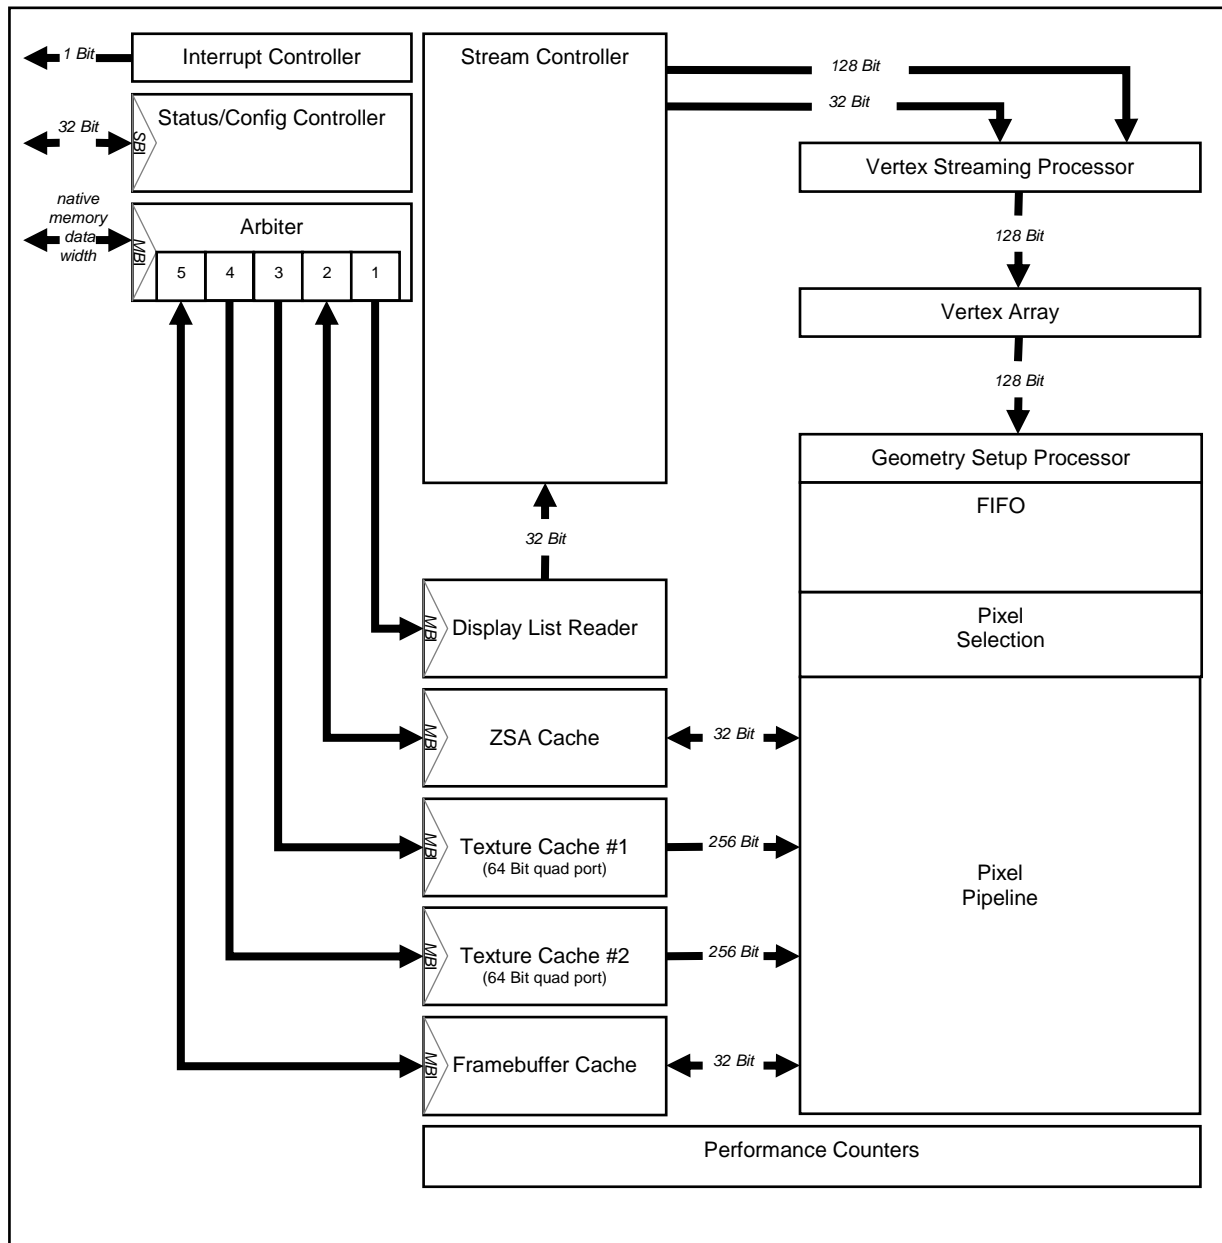 1 Bit
Interrupt Controller
32 Bit
SBI
Status/Config Controller
native
memory
data
width
MBI
Arbiter
5
4
3
2
1
Stream Controller
128 Bit
32 Bit
Vertex Streaming Processor
128 Bit
Vertex Array
128 Bit
Geometry Setup Processor
FIFO
Pixel
Selection
32 Bit
MBI
Display List Reader
MBI
ZSA Cache
32 Bit
MBI
Texture Cache #1
(64 Bit quad port)
256 Bit
MBI
Texture Cache #2
(64 Bit quad port)
256 Bit
MBI
Framebuffer Cache
32 Bit
Pixel
Pipeline
Performance Counters